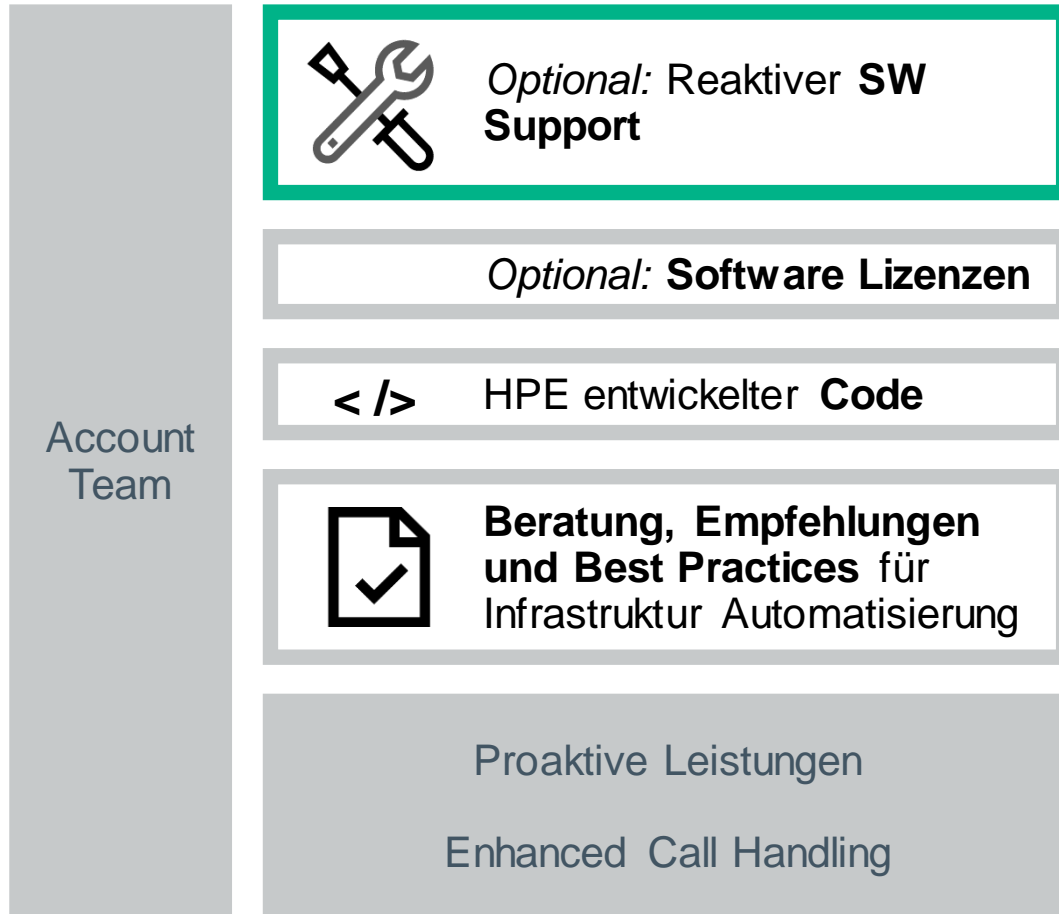 Account
Team
Optional: Reaktiver SW
Support
Optional: Software Lizenzen
< /> HPE entwickelter Code
Beratung, Empfehlungen
und Best Practices für
Infrastruktur Automatisierung
Proaktive Leistungen
Enhanced Call Handling